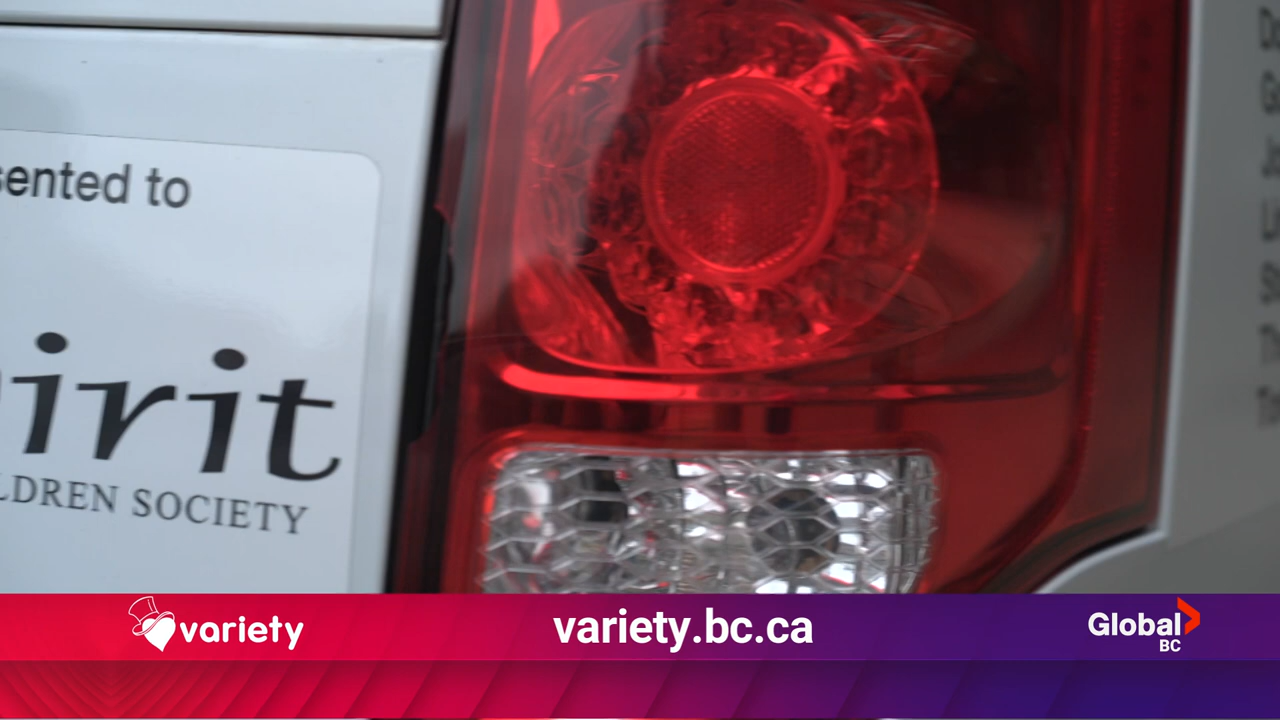 sented to
irit
LDREN SOCIETY
variety
variety.bc.ca
Global
BC